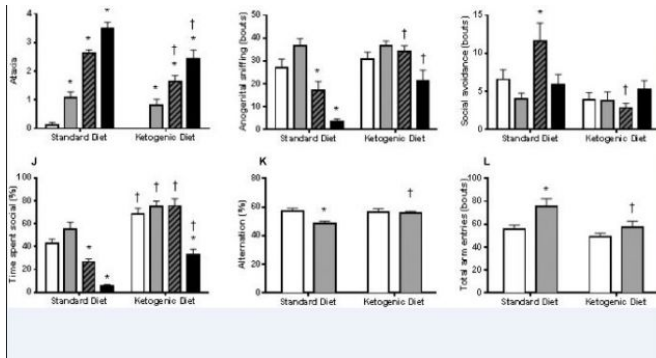 Ataxia
4
3
2
1
0
* * *
† * † *
Standard Diet Ketogenic Diet
Anogenital sniffing (bouts)
50
40
30
20
10
0
* *
† †
Standard Diet Ketogenic Diet
Social avoidance (bouts)
15
10
5
0
*
†
Standard Diet Ketogenic Diet
J
Time spent social (%)
100
80
60
40
20
0
* *
† † † † *
Standard Diet Ketogenic Diet
K
Alternation (%)
80
60
40
20
0
*
†
Standard Diet Ketogenic Diet
L
Total arm entries (bouts)
100
80
60
40
20
0
*
†
Standard Diet Ketogenic Diet